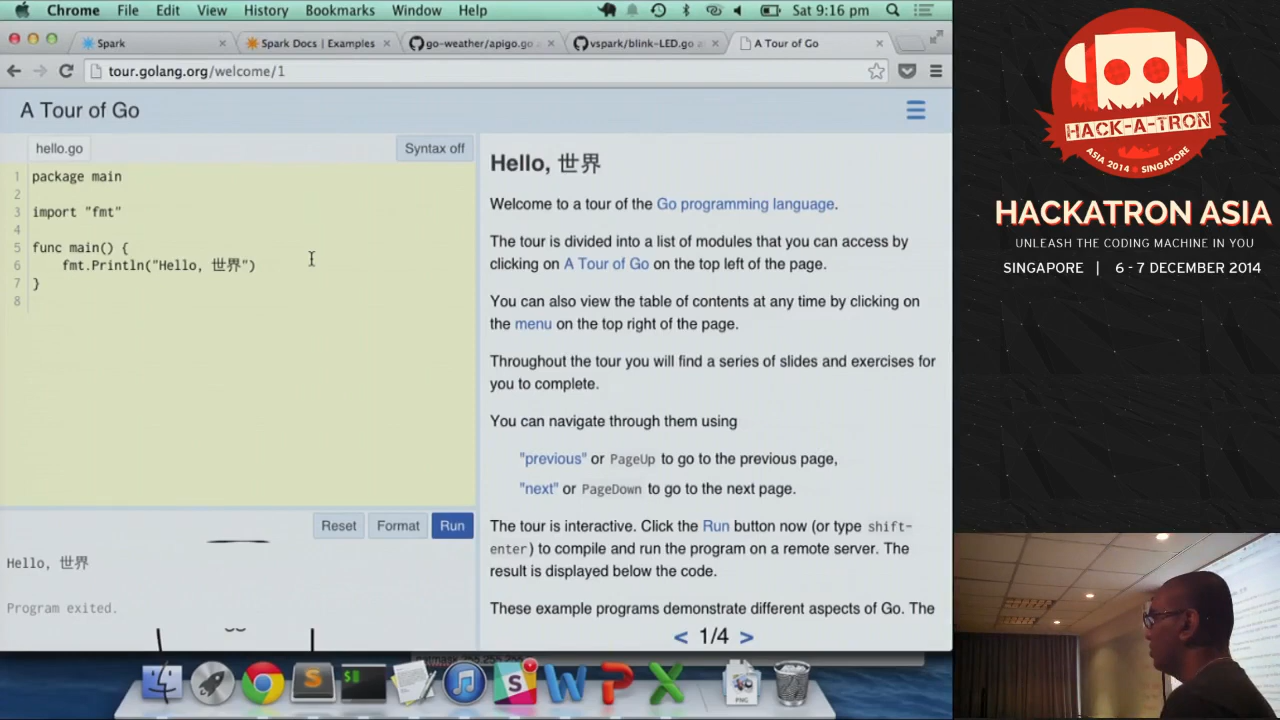 Chrome File Edit View History Bookmarks Window Help Sat 9:16 pm
Spark
Spark Docs | Examples
go-weather/apigo.go a
vspark/blink-LED.go a
A Tour of Go
tour.golang.org/welcome/1
A Tour of Go
hello.go
Syntax off
1 package main
2
3 import "fmt"
4
5 func main() {
6 fmt.Println("Hello, 世界")
7 }
8
Reset Format Run
Hello, 世界
Program exited.
Hello, 世界
Welcome to a tour of the Go programming language.
The tour is divided into a list of modules that you can access by
clicking on A Tour of Go on the top left of the page.
You can also view the table of contents at any time by clicking on
the menu on the top right of the page.
Throughout the tour you will find a series of slides and exercises for
you to complete.
You can navigate through them using
"previous" or PageUp to go to the previous page,
"next" or PageDown to go to the next page.
The tour is interactive. Click the Run button now (or type shift-
enter) to compile and run the program on a remote server. The
result is displayed below the code.
These example programs demonstrate different aspects of Go. The
< 1/4 >
PNG
HACK-A-TRON
ASIA 2014 SINGAPORE
HACKATRON ASIA
UNLEASH THE CODING MACHINE IN YOU
SINGAPORE | 6 - 7 DECEMBER 2014